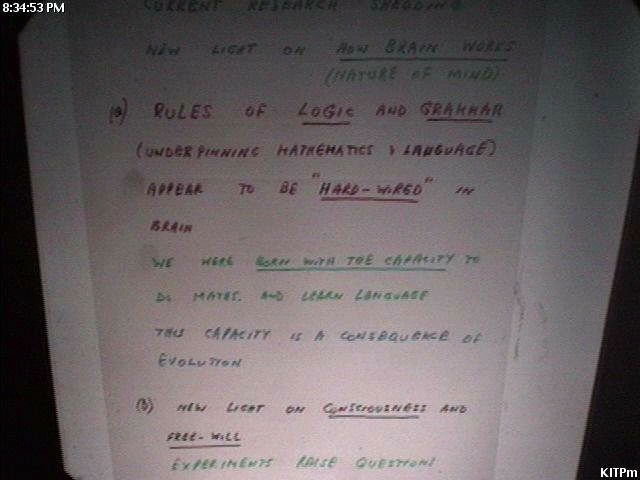 8:34:53 PM
CURRENT RESEARCH SHEDDING
NEW LIGHT ON HOW BRAIN WORKS
(NATURE OF MIND)
(a) RULES OF LOGIC AND GRAMMAR
(UNDERPINNING MATHEMATICS & LANGUAGE)
APPEAR TO BE "HARD-WIRED" IN
BRAIN
WE WERE BORN WITH THE CAPACITY TO
DO MATHS. AND LEARN LANGUAGE
THIS CAPACITY IS A CONSEQUENCE OF
EVOLUTION
(b) NEW LIGHT ON CONSCIOUSNESS AND
FREE-WILL
EXPERIMENTS RAISE QUESTIONS
KITPm